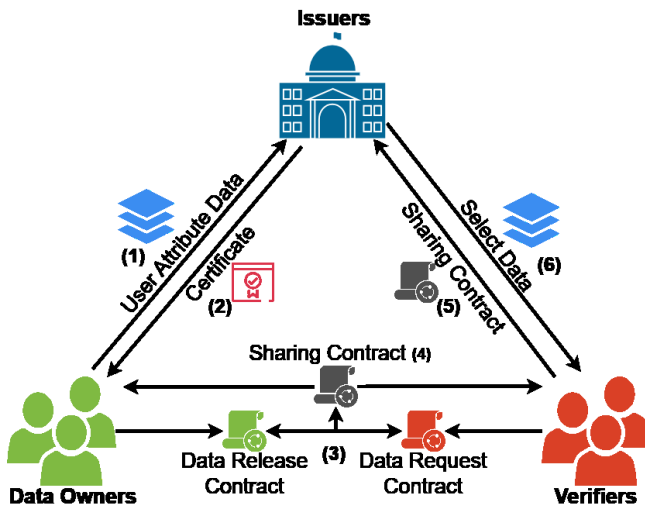 Issuers
User Attribute Data
(1)
Certificate
(2)
Select Data
(6)
Sharing Contract
(5)
Sharing Contract (4)
(3)
Data Release
Contract
Data Request
Contract
Data Owners
Verifiers